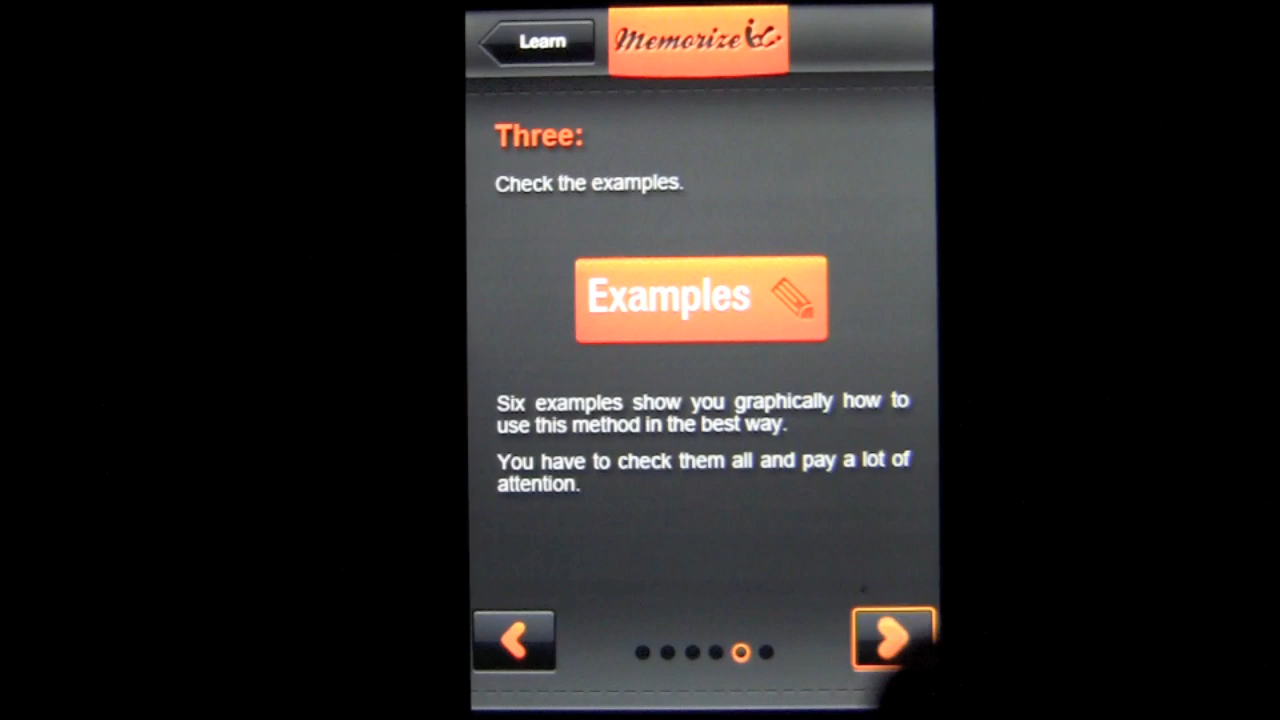 Learn
Memorize it
Three:
Check the examples.
Examples
Six examples show you graphically how to
use this method in the best way.
You have to check them all and pay a lot of
attention.